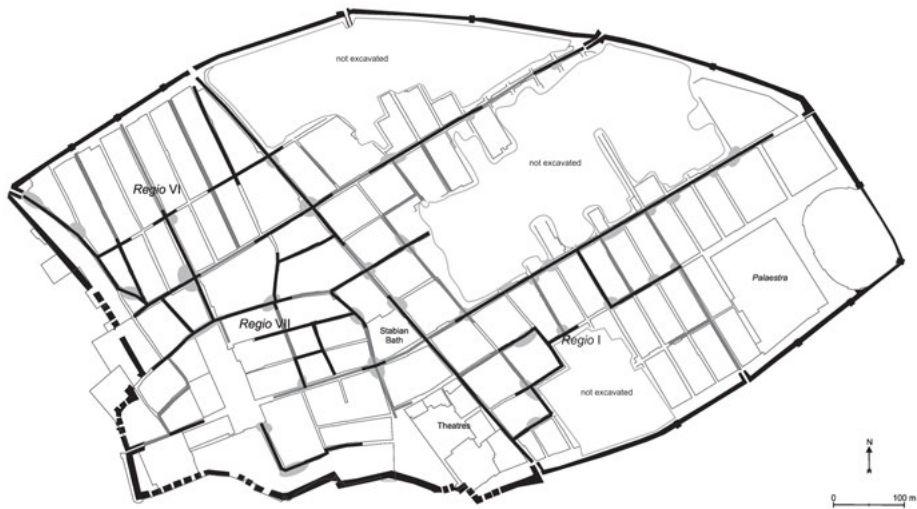 not excavated
not excavated
Regio VI
Palaestra
Regio VII
Stabian
Bath
Regio I
not excavated
Theatres
N
0 100 m